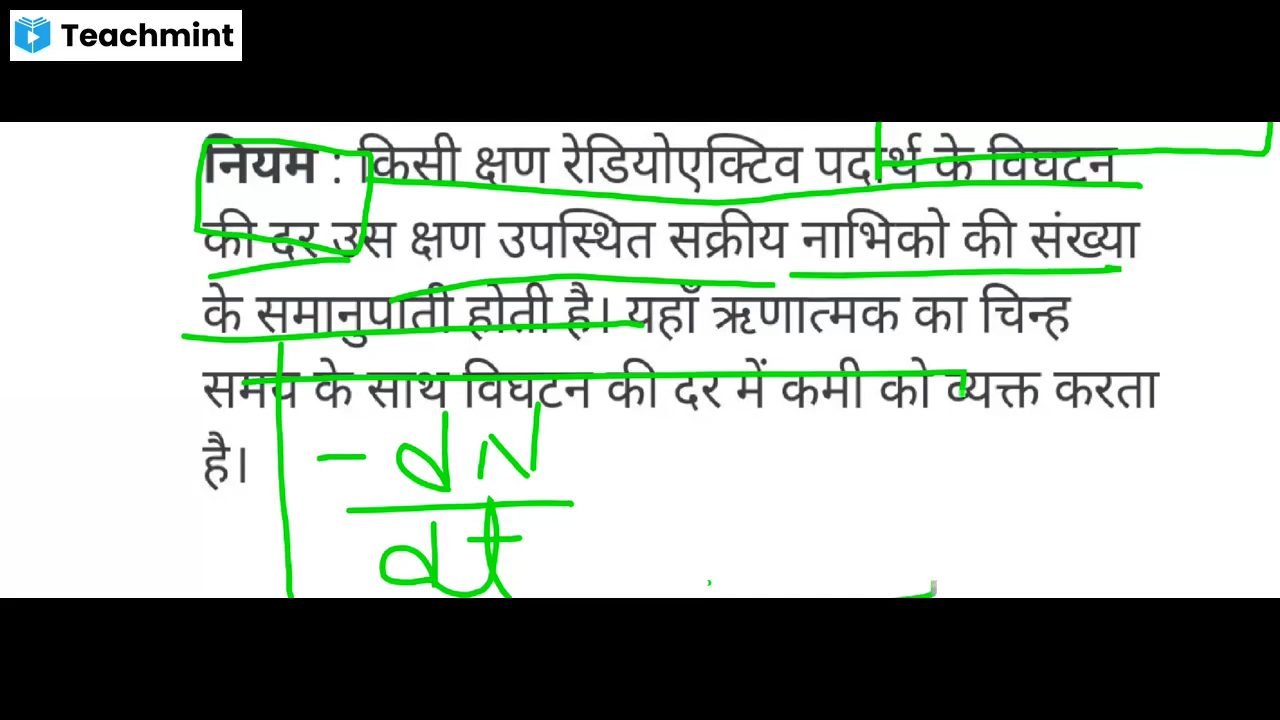 Teachmint
नियम : किसी क्षण रेडियोएक्टिव पदार्थ के विघटन
की दर उस क्षण उपस्थित सक्रीय नाभिको की संख्या
के समानुपाती होती है। यहाँ ऋणात्मक का चिन्ह
समय के साथ विघटन की दर में कमी को व्यक्त करता
है।
- dN
dt